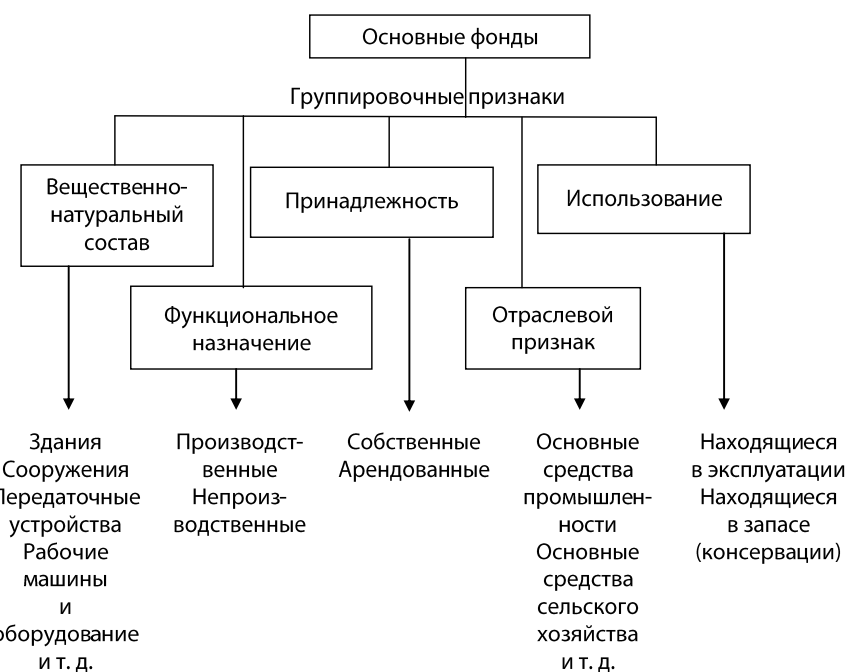 Основные фонды
Группировочные признаки
Вещественно-
натуральный
состав
Принадлежность
Использование
Функциональное
назначение
Отраслевой
признак
Здания
Сооружения
Передаточные
устройства
Рабочие
машины
и
оборудование
и т. д.
Производст-
венные
Непроиз-
водственные
Собственные
Арендованные
Основные
средства
промышлен-
ности
Основные
средства
сельского
хозяйства
и т. д.
Находящиеся
в эксплуатации
Находящиеся
в запасе
(консервации)